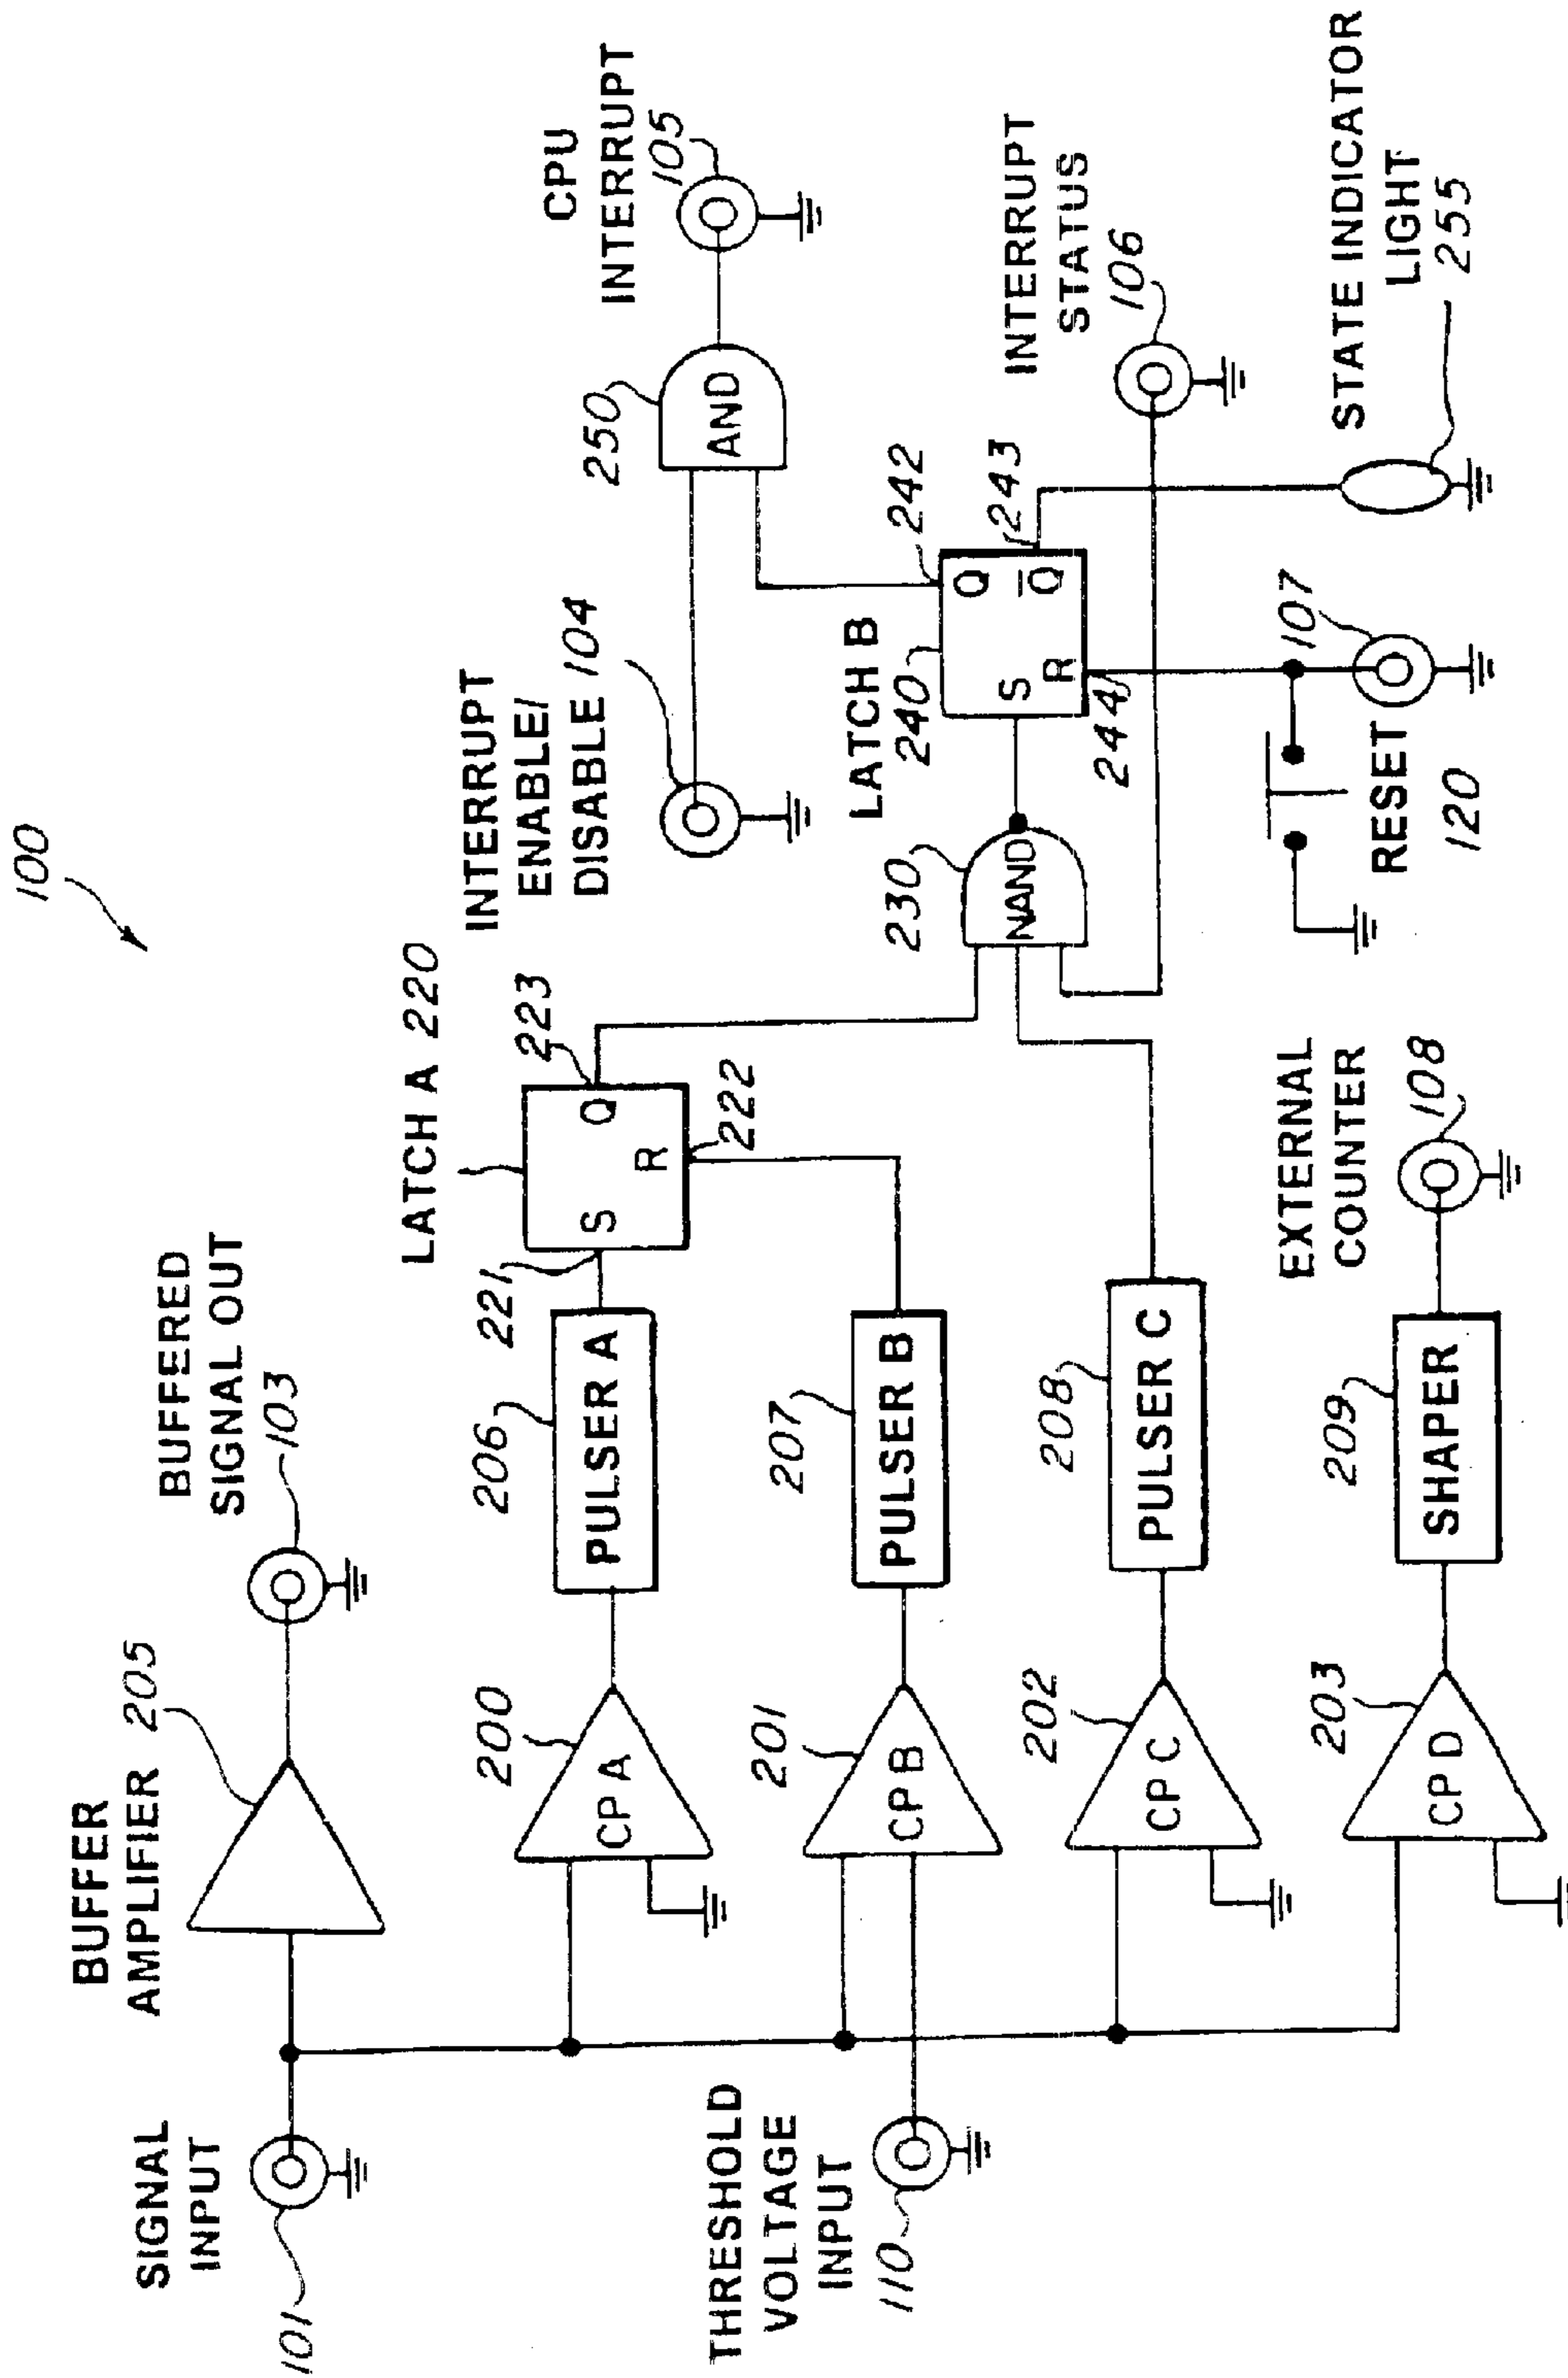 100
BUFFER
AMPLIFIER 205
BUFFERED
SIGNAL OUT
103
SIGNAL
INPUT
101
LATCH A 220
INTERRUPT
ENABLE/
DISABLE 104
CPU
INTERRUPT
105
200
CP A
206
PULSER A
221
S
Q
R
223
222
250
AND
THRESHOLD
VOLTAGE
INPUT
110
201
CP B
207
PULSER B
230
NAND
LATCH B
240
S
R
Q
Q̅
242
243
244
INTERRUPT
STATUS
106
202
CP C
208
PULSER C
EXTERNAL
COUNTER
108
203
CP D
209
SHAPER
RESET
120
107
STATE INDICATOR
LIGHT
255